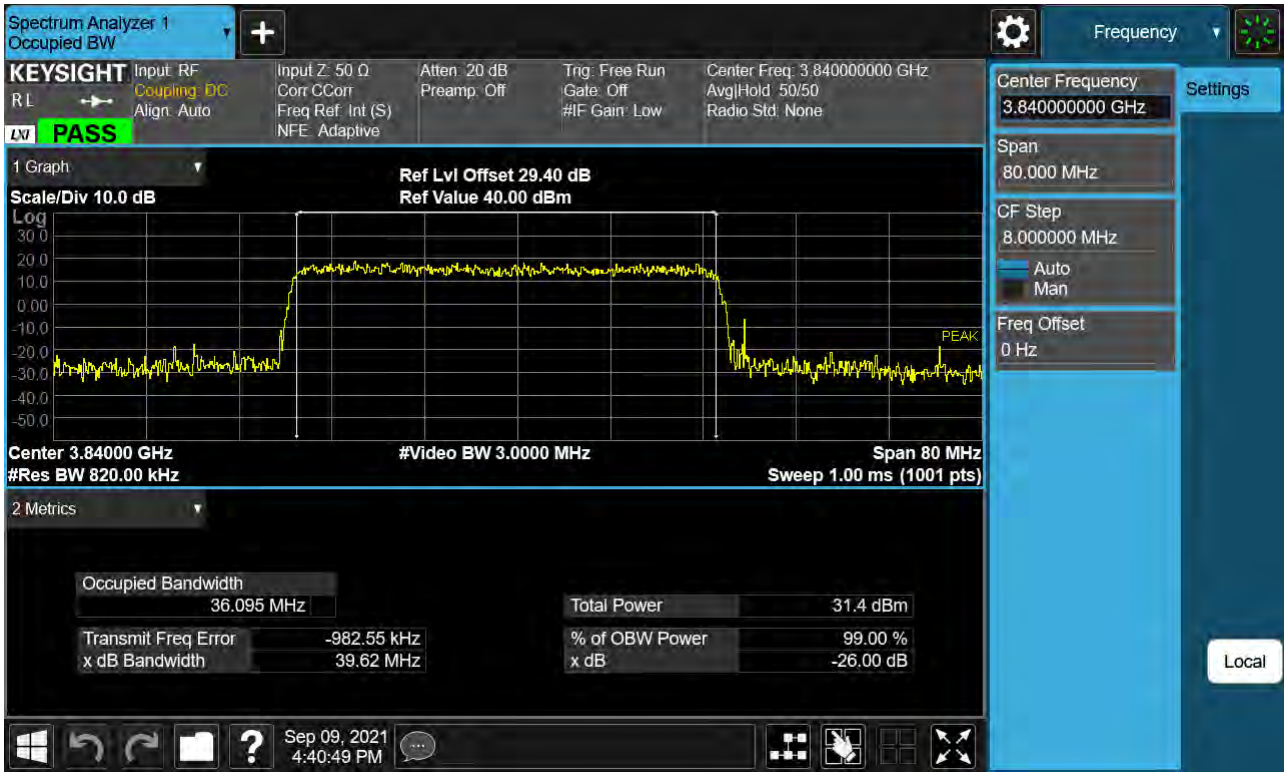 Spectrum Analyzer 1
Occupied BW
Frequency
KEYSIGHT
R L
LXI
PASS
Input: RF
Coupling: DC
Align: Auto
Input Z: 50 Ω
Corr CCorr
Freq Ref: Int (S)
NFE: Adaptive
Atten: 20 dB
Preamp: Off
Trig: Free Run
Gate: Off
#IF Gain: Low
Center Freq: 3.840000000 GHz
Avg|Hold: 50/50
Radio Std: None
Center Frequency
3.840000000 GHz
Settings
Span
80.000 MHz
CF Step
8.000000 MHz
Auto
Man
Freq Offset
0 Hz
Local
1 Graph
Scale/Div 10.0 dB
Ref Lvl Offset 29.40 dB
Ref Value 40.00 dBm
Log
30.0
20.0
10.0
0.00
-10.0
-20.0
-30.0
-40.0
-50.0
PEAK
Center 3.84000 GHz
#Res BW 820.00 kHz
#Video BW 3.0000 MHz
Span 80 MHz
Sweep 1.00 ms (1001 pts)
2 Metrics
Occupied Bandwidth
36.095 MHz
Transmit Freq Error -982.55 kHz
x dB Bandwidth 39.62 MHz
Total Power 31.4 dBm
% of OBW Power 99.00 %
x dB -26.00 dB
?
Sep 09, 2021
4:40:49 PM